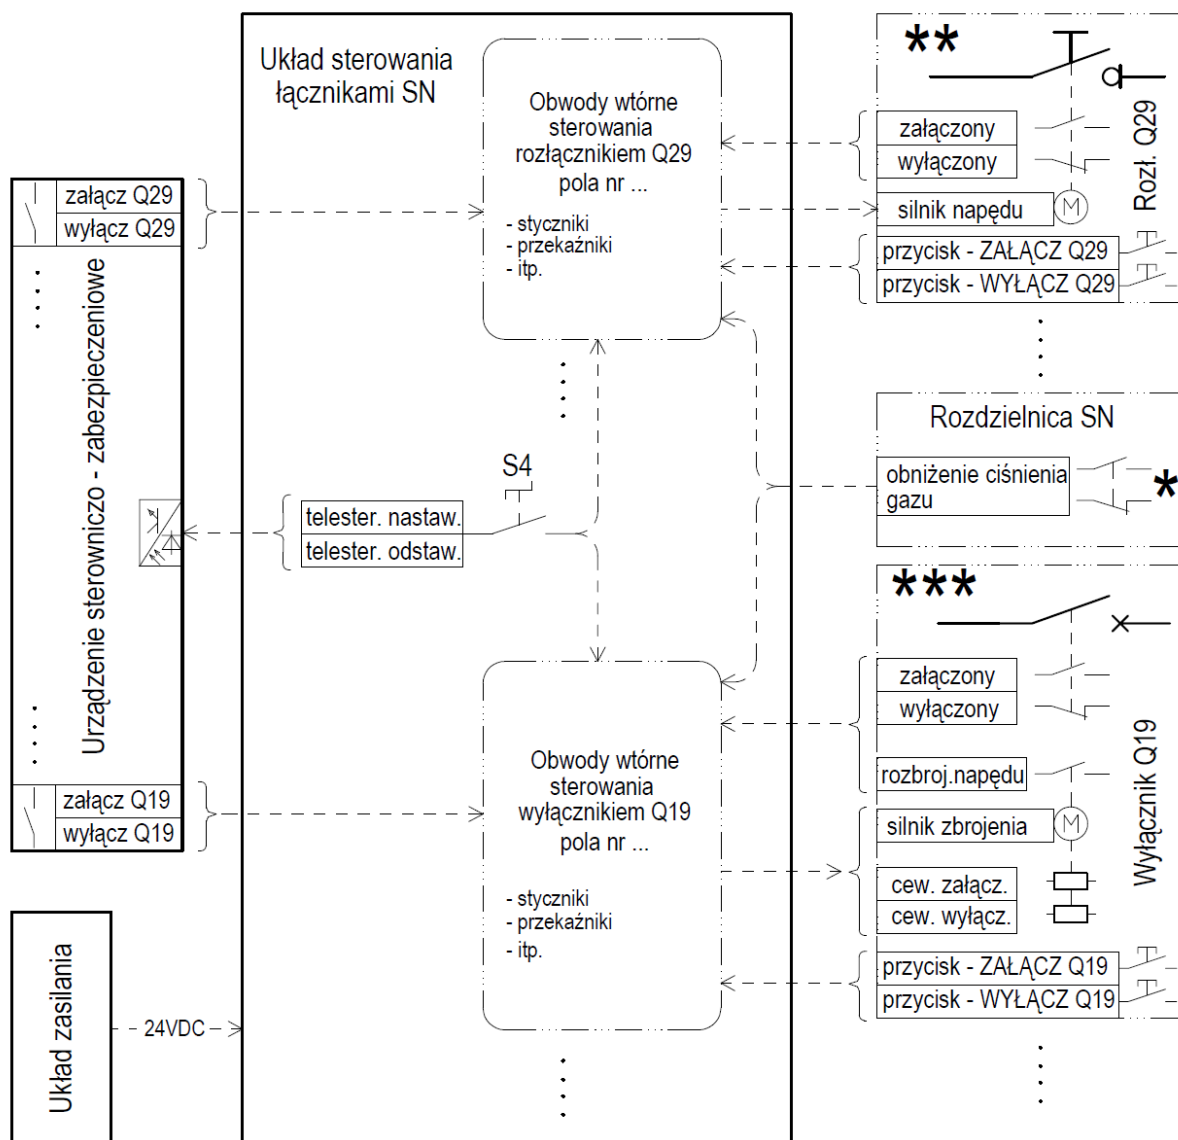 Układ sterowania
łącznikami SN
załącz Q29
wyłącz Q29
Urządzenie sterowniczo - zabezpieczeniowe
załącz Q19
wyłącz Q19
Układ zasilania
24VDC
Obwody wtórne
sterowania
rozłącznikiem Q29
pola nr ...
- styczniki
- przekaźniki
- itp.
S4
telester. nastaw.
telester. odstaw.
Obwody wtórne
sterowania
wyłącznikiem Q19
pola nr ...
- styczniki
- przekaźniki
- itp.
**
załączony
wyłączony
silnik napędu
M
przycisk - ZAŁĄCZ Q29
przycisk - WYŁĄCZ Q29
Rozł. Q29
Rozdzielnica SN
obniżenie ciśnienia
gazu
*
***
załączony
wyłączony
rozbroj.napędu
silnik zbrojenia
M
cew. załącz.
cew. wyłącz.
przycisk - ZAŁĄCZ Q19
przycisk - WYŁĄCZ Q19
Wyłącznik Q19